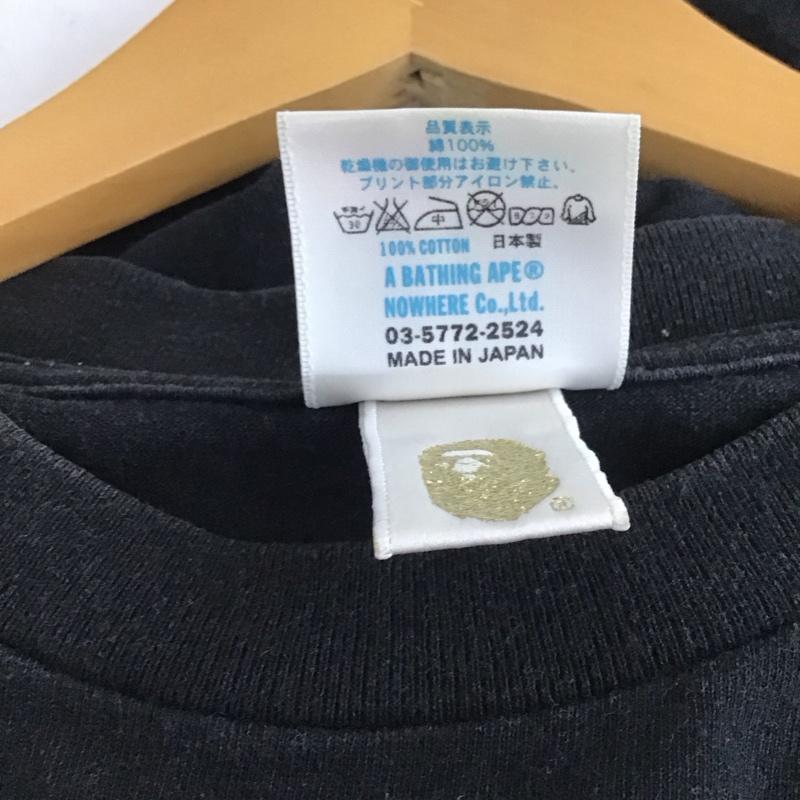 品質表示
綿100%
乾燥機の御使用はお避け下さい。
プリント部分アイロン禁止。
中
100% COTTON 日本製
A BATHING APE®
NOWHERE Co.,Ltd.
03-5772-2524
MADE IN JAPAN